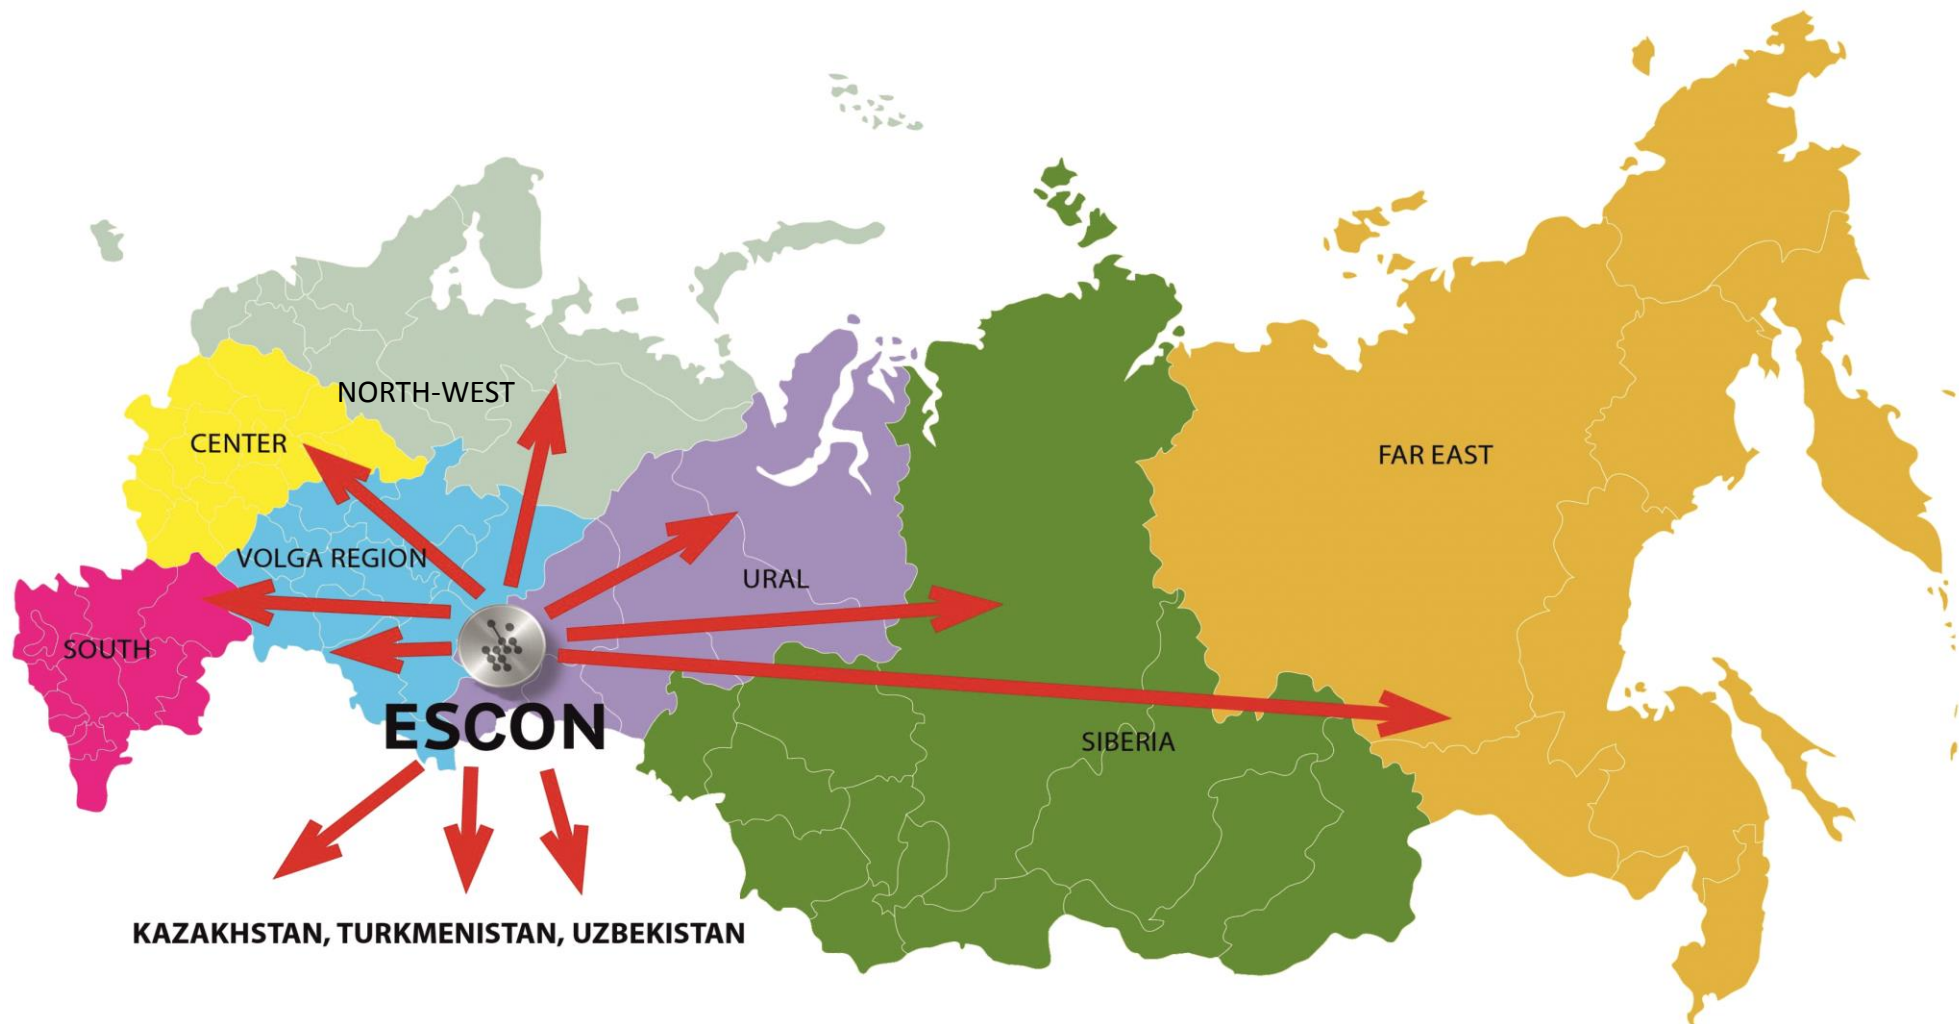 NORTH-WEST
CENTER
FAR EAST
VOLGA REGION
URAL
SOUTH
ESCON
SIBERIA
KAZAKHSTAN, TURKMENISTAN, UZBEKISTAN